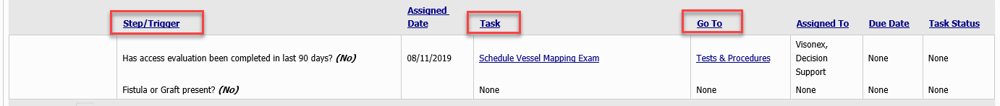 Step/Trigger Assigned Date Task Go To Assigned To Due Date Task Status
Has access evaluation been completed in last 90 days? (No) 08/11/2019 Schedule Vessel Mapping Exam Tests & Procedures Visonex, Decision Support None None
Fistula or Graft present? (No) None None None None None